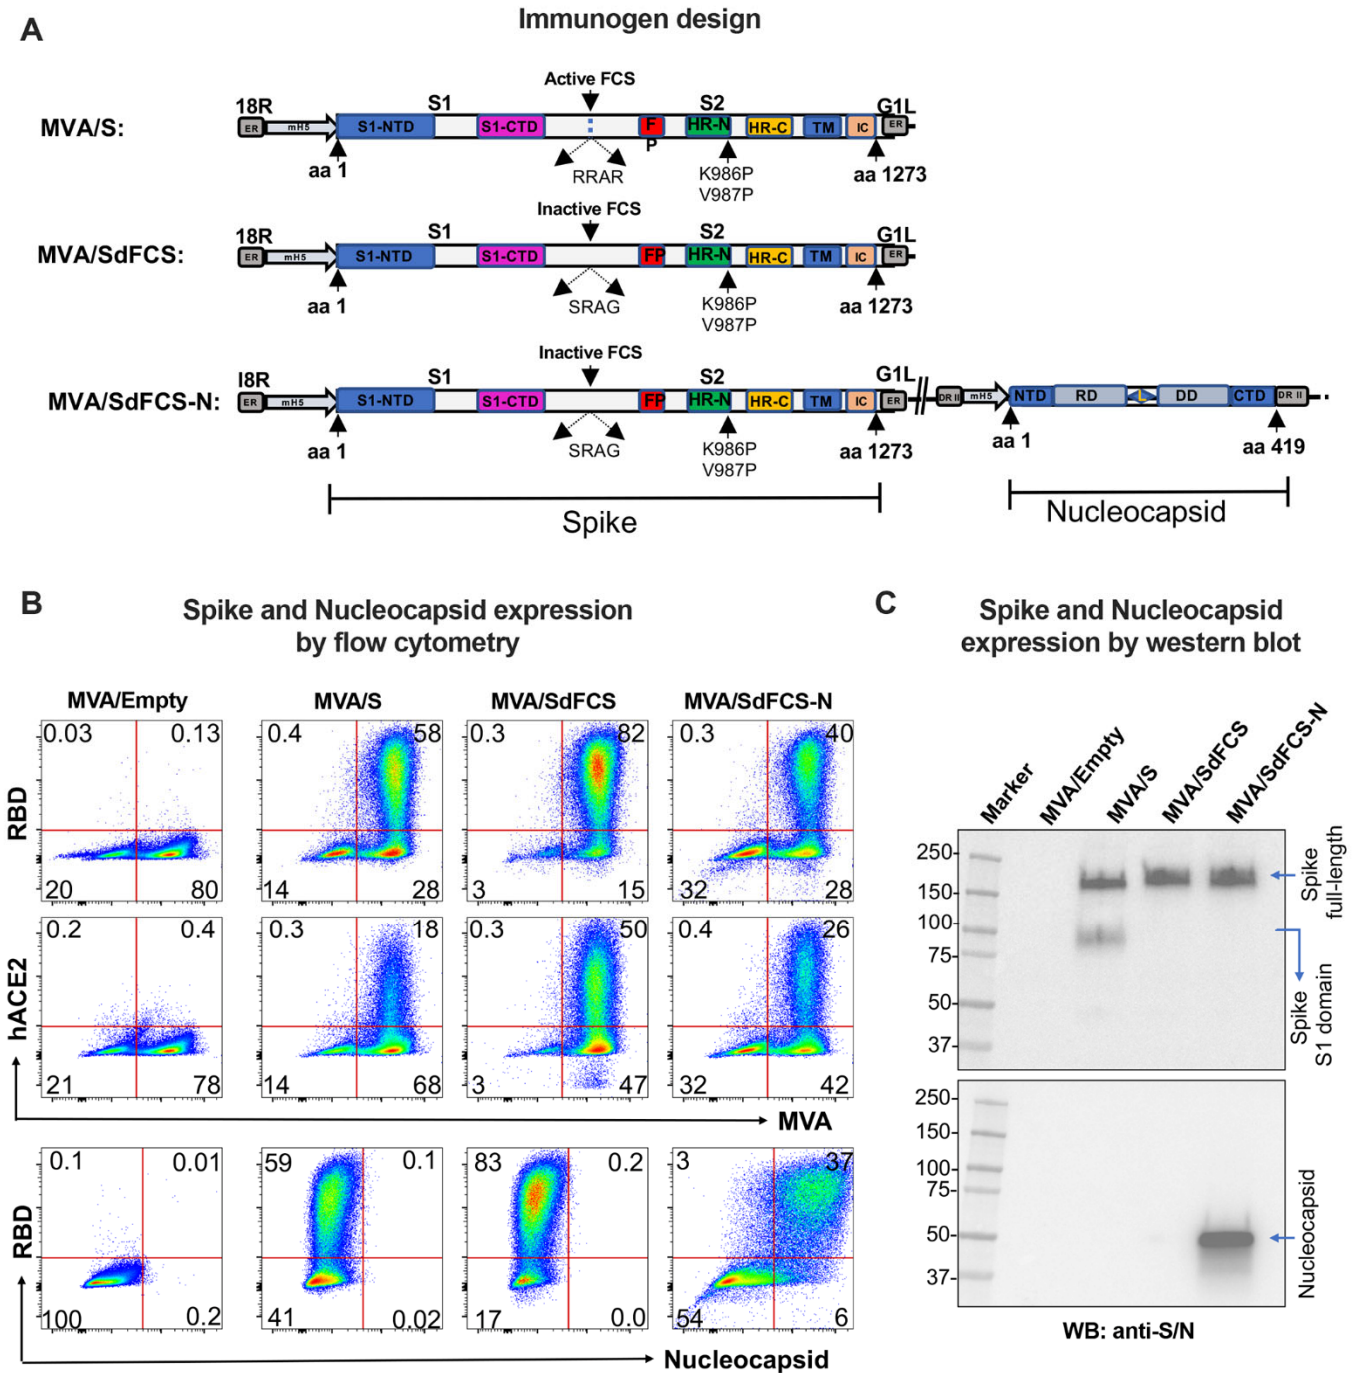 A
Immunogen design
MVA/S:
18R
ER
mH5
S1
Active FCS
S2
G1L
S1-NTD
S1-CTD
F
P
HR-N
HR-C
TM
IC
ER
aa 1
RRAR
K986P
V987P
aa 1273
MVA/SdFCS:
18R
ER
mH5
S1
Inactive FCS
S2
G1L
S1-NTD
S1-CTD
FP
HR-N
HR-C
TM
IC
ER
aa 1
SRAG
K986P
V987P
aa 1273
MVA/SdFCS-N:
I8R
ER
mH5
S1
Inactive FCS
S2
G1L
S1-NTD
S1-CTD
FP
HR-N
HR-C
TM
IC
ER
DR II
mH5
NTD
RD
L
DD
CTD
DR II
aa 1
SRAG
K986P
V987P
aa 1273
aa 1
aa 419
Spike
Nucleocapsid
B
Spike and Nucleocapsid expression
by flow cytometry
MVA/Empty
MVA/S
MVA/SdFCS
MVA/SdFCS-N
RBD
0.03
0.13
20
80
0.4
58
14
28
0.3
82
3
15
0.3
40
32
28
hACE2
0.2
0.4
21
78
0.3
18
14
68
0.3
50
3
47
0.4
26
32
42
MVA
RBD
0.1
0.01
100
0.2
59
0.1
41
0.02
83
0.2
17
0.0
3
37
54
6
Nucleocapsid
C
Spike and Nucleocapsid
expression by western blot
Marker
MVA/Empty
MVA/S
MVA/SdFCS
MVA/SdFCS-N
250
150
100
75
50
37
Spike
full-length
Spike
S1 domain
250
150
100
75
50
37
Nucleocapsid
WB: anti-S/N